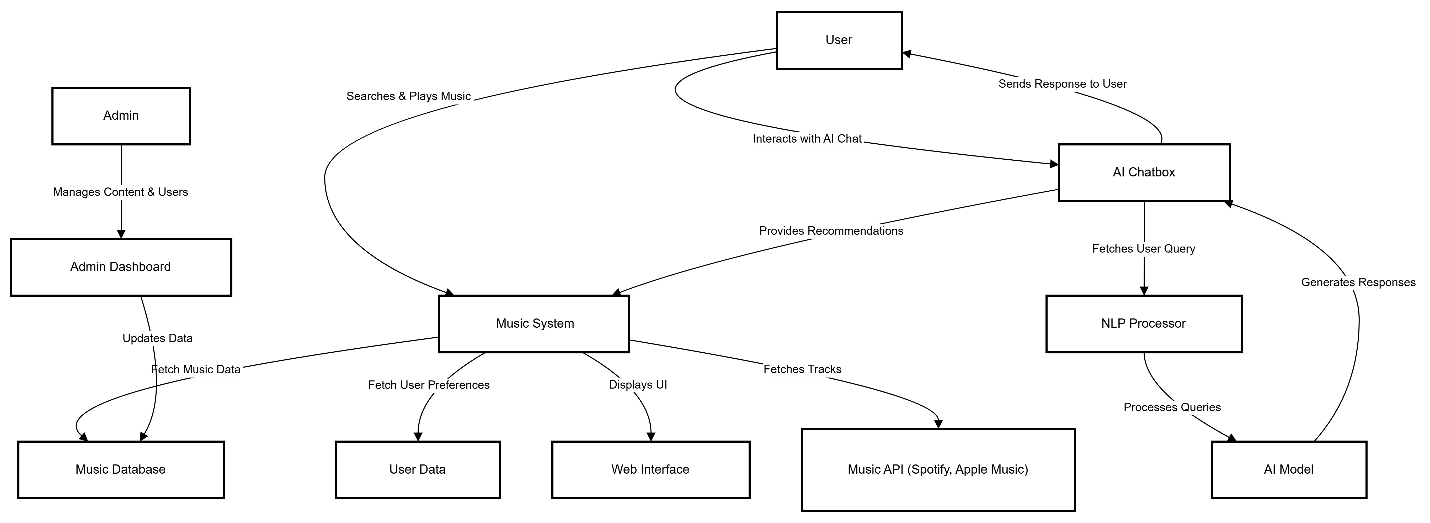 User
Sends Response to User
Searches & Plays Music
Admin
Interacts with AI Chat
AI Chatbox
Manages Content & Users
Provides Recommendations
Fetches User Query
Admin Dashboard
Generates Responses
Music System
NLP Processor
Updates Data
Fetch Music Data
Fetch User Preferences
Displays UI
Fetches Tracks
Processes Queries
Music Database
User Data
Web Interface
Music API (Spotify, Apple Music)
AI Model